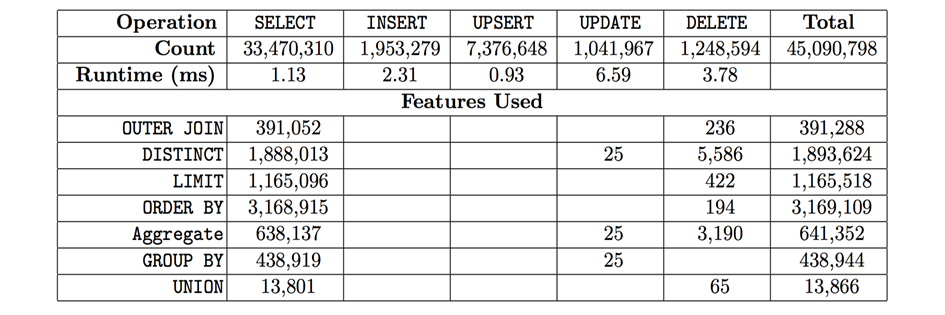 Operation SELECT INSERT UPSERT UPDATE DELETE Total
Count 33,470,310 1,953,279 7,376,648 1,041,967 1,248,594 45,090,798
Runtime (ms) 1.13 2.31 0.93 6.59 3.78
Features Used
OUTER JOIN 391,052 236 391,288
DISTINCT 1,888,013 25 5,586 1,893,624
LIMIT 1,165,096 422 1,165,518
ORDER BY 3,168,915 194 3,169,109
Aggregate 638,137 25 3,190 641,352
GROUP BY 438,919 25 438,944
UNION 13,801 65 13,866